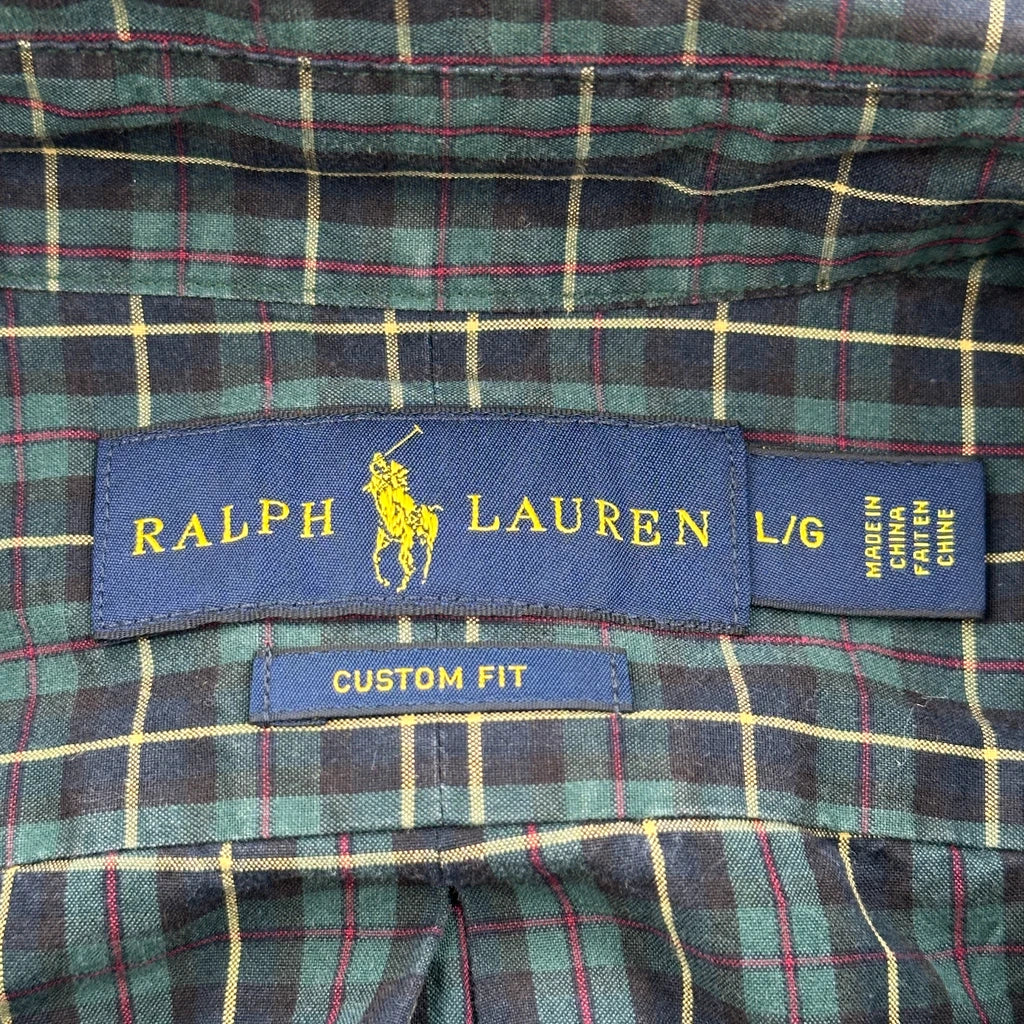 RALPH LAUREN
L/G
MADE IN
CHINA
FAIT EN
CHINE
CUSTOM FIT